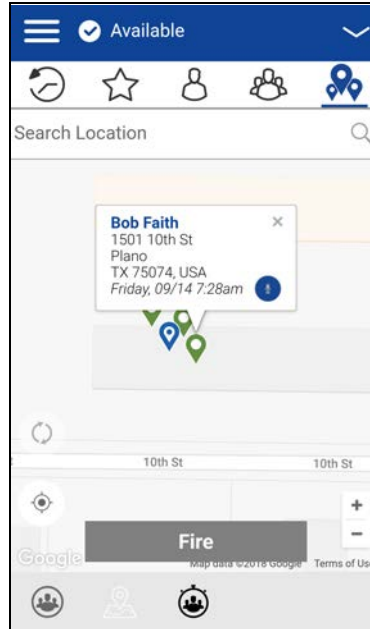 Available
Search Location
Bob Faith
1501 10th St
Plano
TX 75074, USA
Friday, 09/14 7:28am
10th St 10th St
Fire
Google Map data ©2018 Google Terms of Us